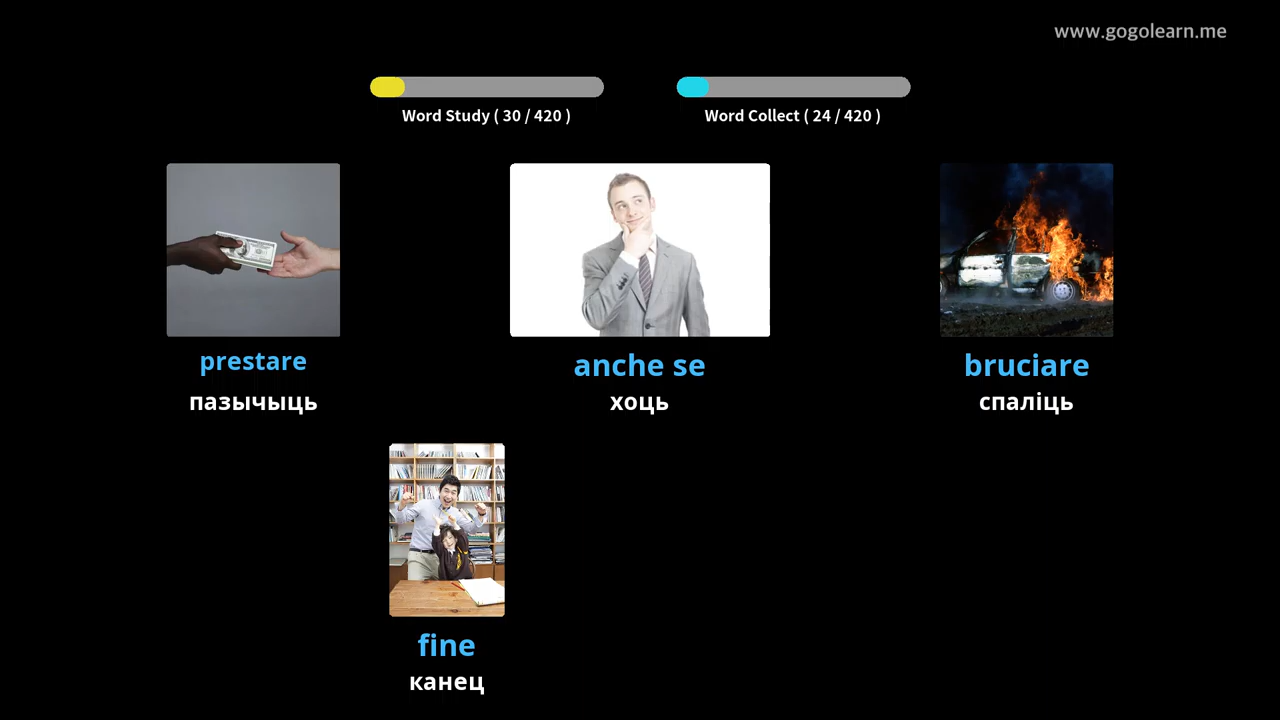 www.gogolearn.me
Word Study ( 30 / 420 )
Word Collect ( 24 / 420 )
prestare
пазычыць
anche se
хоць
bruciare
спаліць
fine
канец